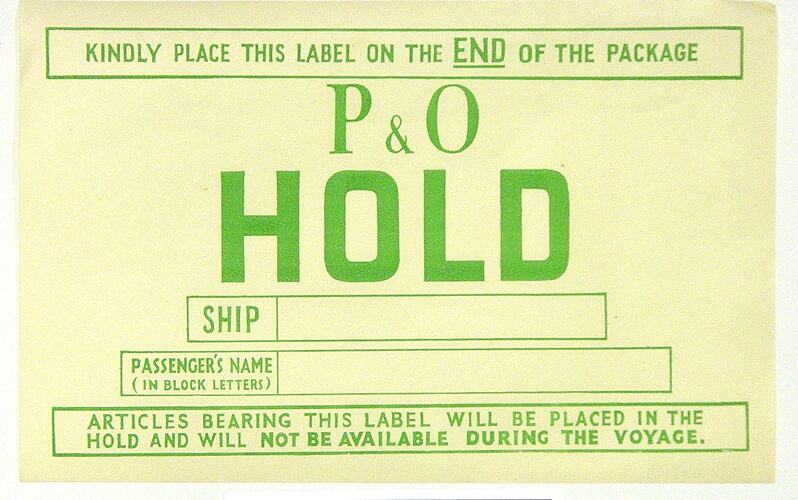 KINDLY PLACE THIS LABEL ON THE END OF THE PACKAGE
P & O
HOLD
SHIP
PASSENGER'S NAME
(IN BLOCK LETTERS)
ARTICLES BEARING THIS LABEL WILL BE PLACED IN THE
HOLD AND WILL NOT BE AVAILABLE DURING THE VOYAGE.